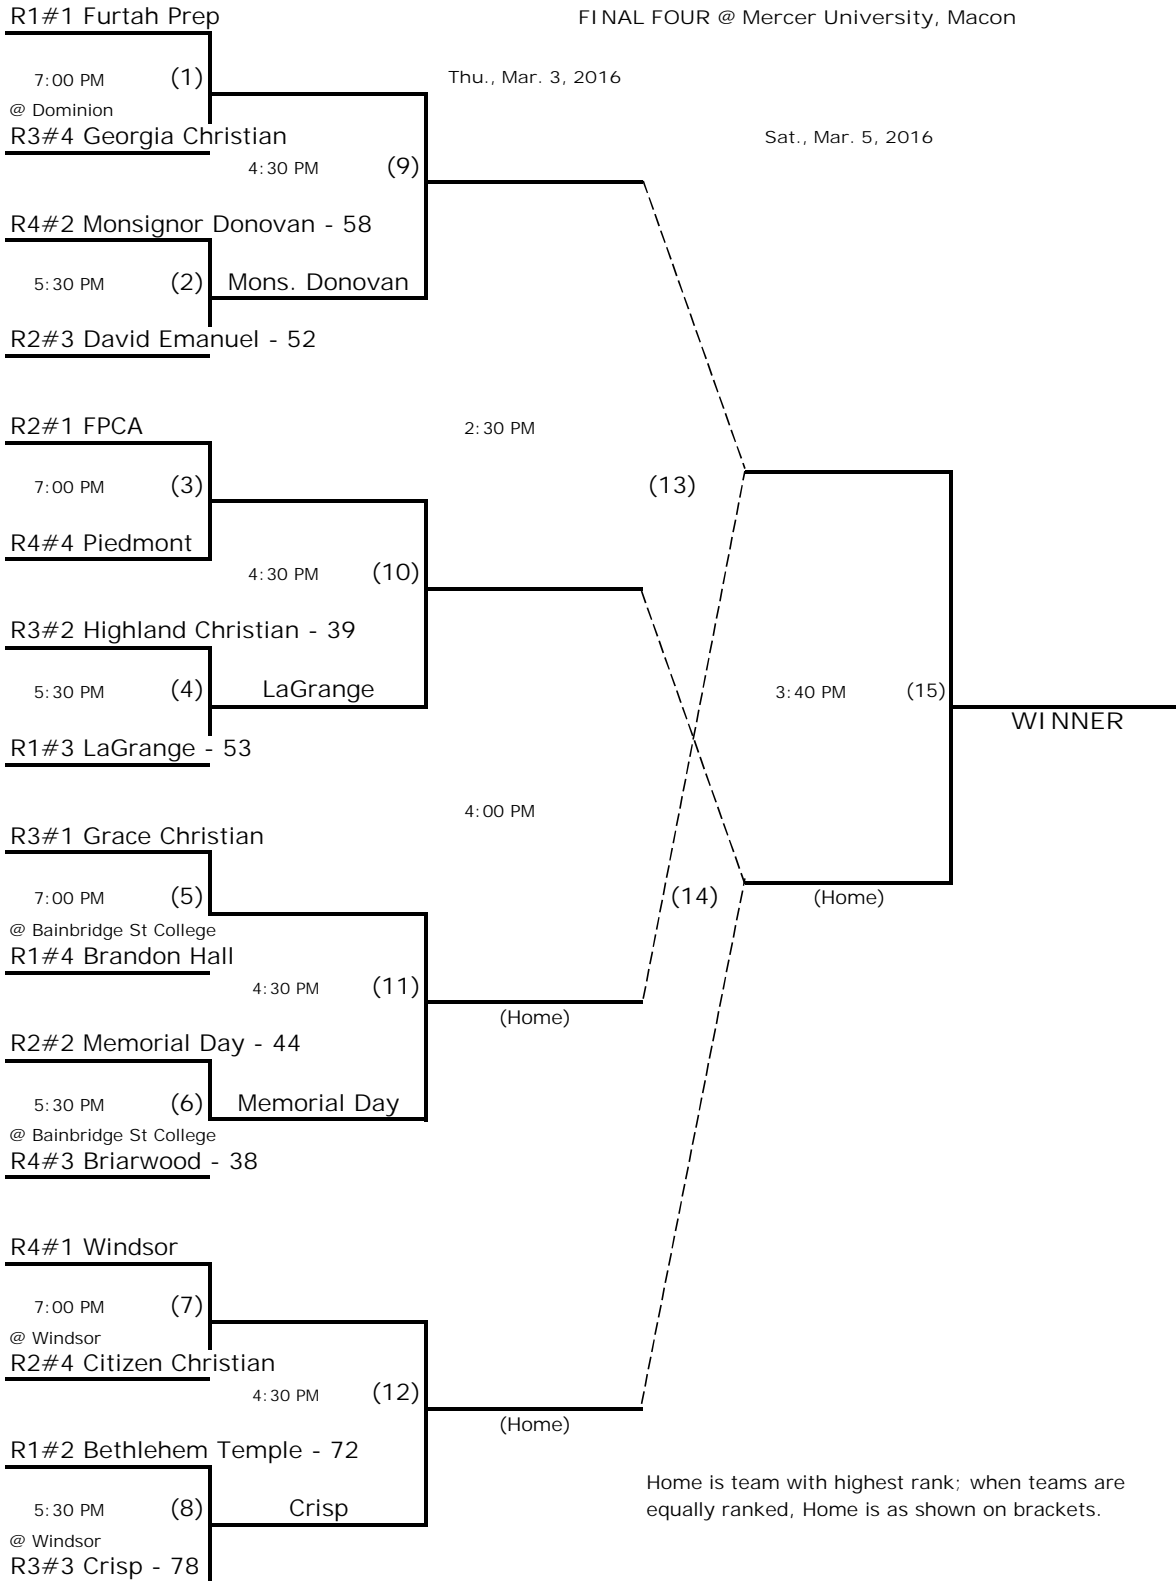 R1#1 Furtah Prep
FINAL FOUR @ Mercer University, Macon
7:00 PM (1)
Thu., Mar. 3, 2016
@ Dominion
R3#4 Georgia Christian
Sat., Mar. 5, 2016
4:30 PM (9)
R4#2 Monsignor Donovan - 58
5:30 PM (2) Mons. Donovan
R2#3 David Emanuel - 52
R2#1 FPCA
2:30 PM
7:00 PM (3)
(13)
R4#4 Piedmont
4:30 PM (10)
R3#2 Highland Christian - 39
5:30 PM (4) LaGrange
3:40 PM (15)
WINNER
R1#3 LaGrange - 53
4:00 PM
R3#1 Grace Christian
7:00 PM (5)
(14)
(Home)
@ Bainbridge St College
R1#4 Brandon Hall
4:30 PM (11)
(Home)
R2#2 Memorial Day - 44
5:30 PM (6) Memorial Day
@ Bainbridge St College
R4#3 Briarwood - 38
R4#1 Windsor
7:00 PM (7)
@ Windsor
R2#4 Citizen Christian
4:30 PM (12)
(Home)
R1#2 Bethlehem Temple - 72
Home is team with highest rank; when teams are
equally ranked, Home is as shown on brackets.
5:30 PM (8) Crisp
@ Windsor
R3#3 Crisp - 78